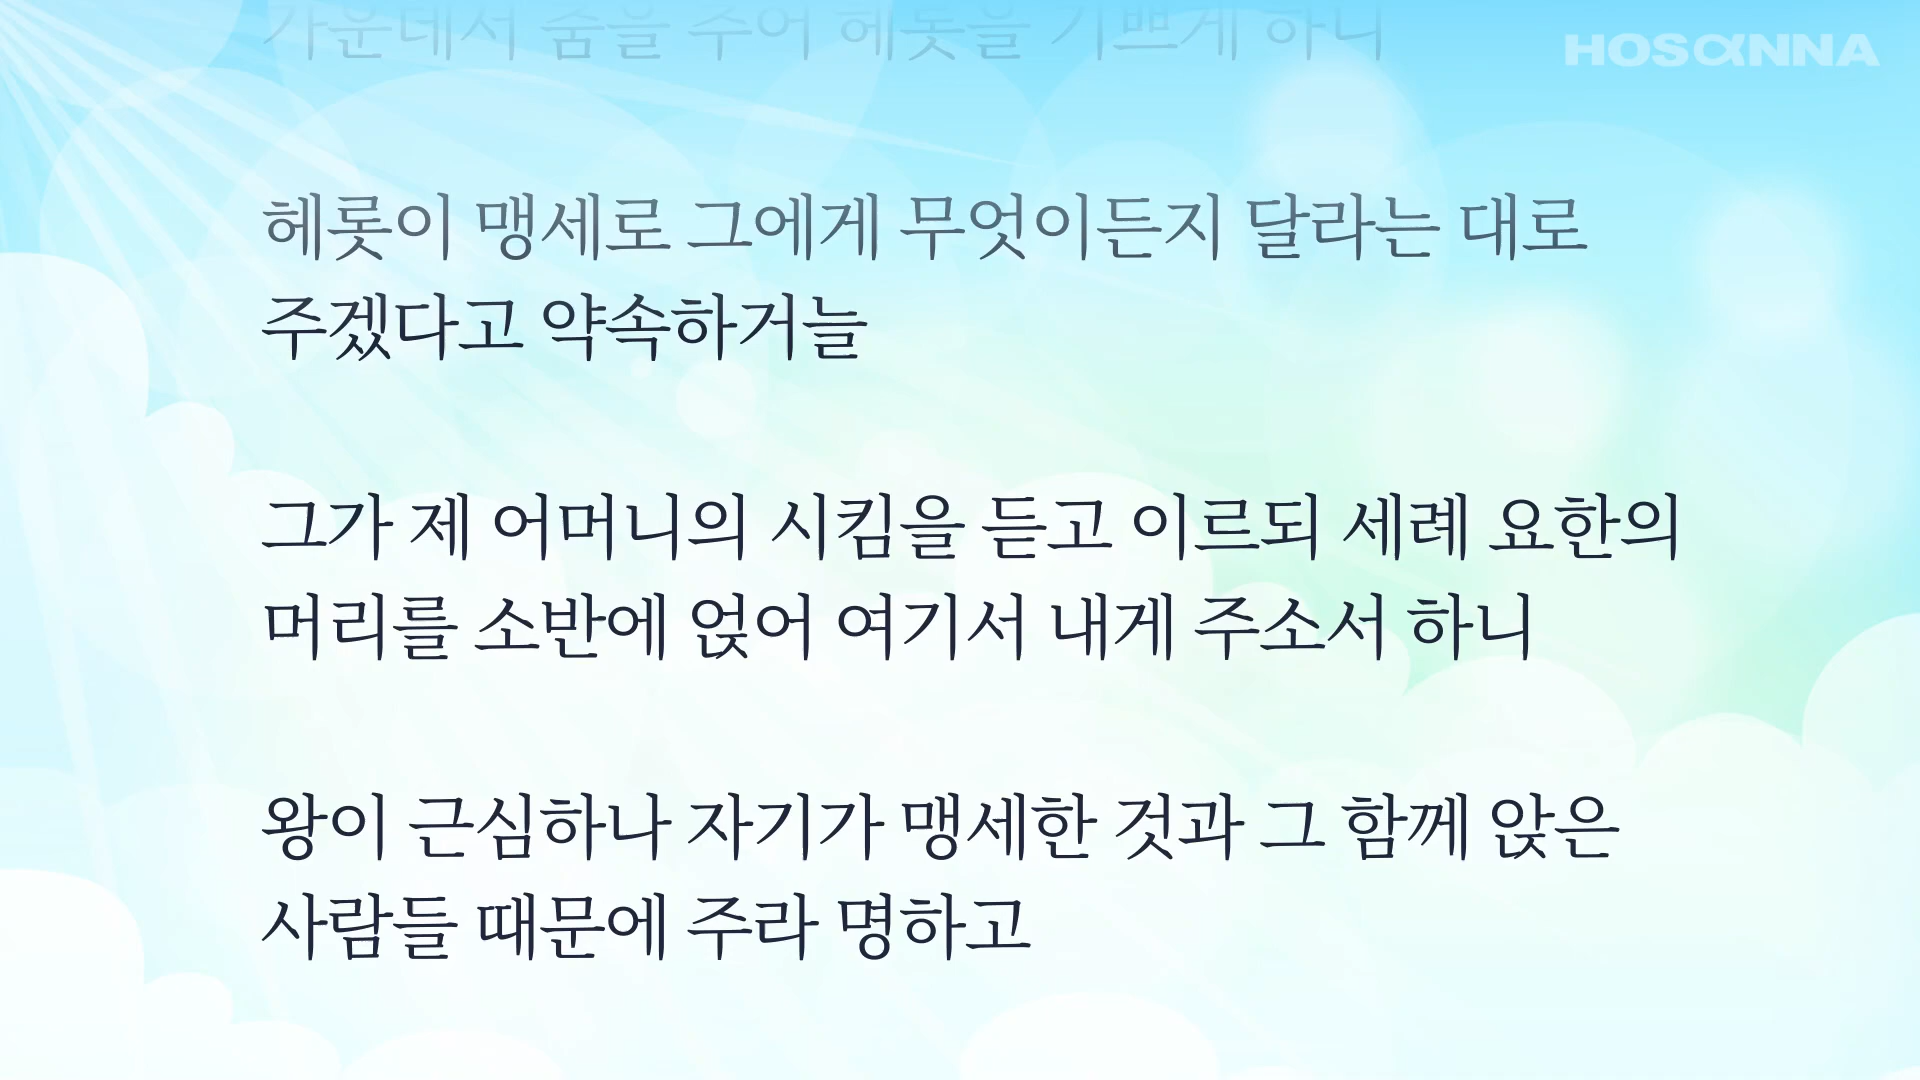 가운데서 춤을 추어 헤롯을 기쁘게 하니
HOSANNA
헤롯이 맹세로 그에게 무엇이든지 달라는 대로
주겠다고 약속하거늘
그가 제 어머니의 시킴을 듣고 이르되 세례 요한의
머리를 소반에 얹어 여기서 내게 주소서 하니
왕이 근심하나 자기가 맹세한 것과 그 함께 앉은
사람들 때문에 주라 명하고